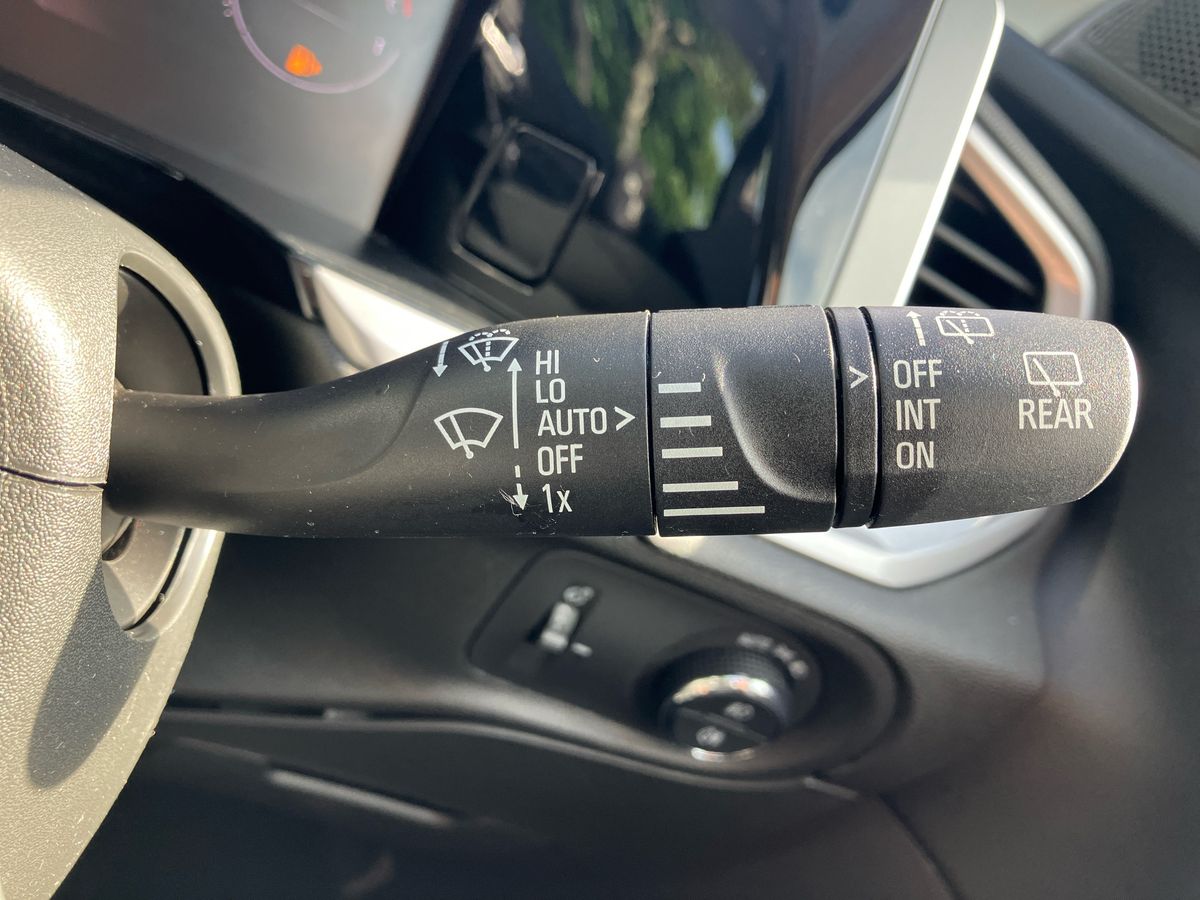 HI
LO
AUTO >
OFF
1x
>
OFF
INT
ON
REAR